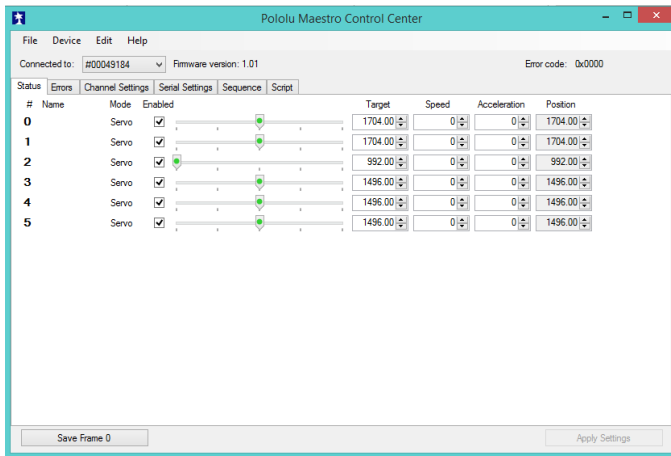 Pololu Maestro Control Center
File Device Edit Help
Connected to: #00049184 Firmware version: 1.01 Error code: 0x0000
Status Errors Channel Settings Serial Settings Sequence Script
# Name Mode Enabled Target Speed Acceleration Position
0 Servo 1704.00 0 0 1704.00
1 Servo 1704.00 0 0 1704.00
2 Servo 992.00 0 0 992.00
3 Servo 1496.00 0 0 1496.00
4 Servo 1496.00 0 0 1496.00
5 Servo 1496.00 0 0 1496.00
Save Frame 0 Apply Settings